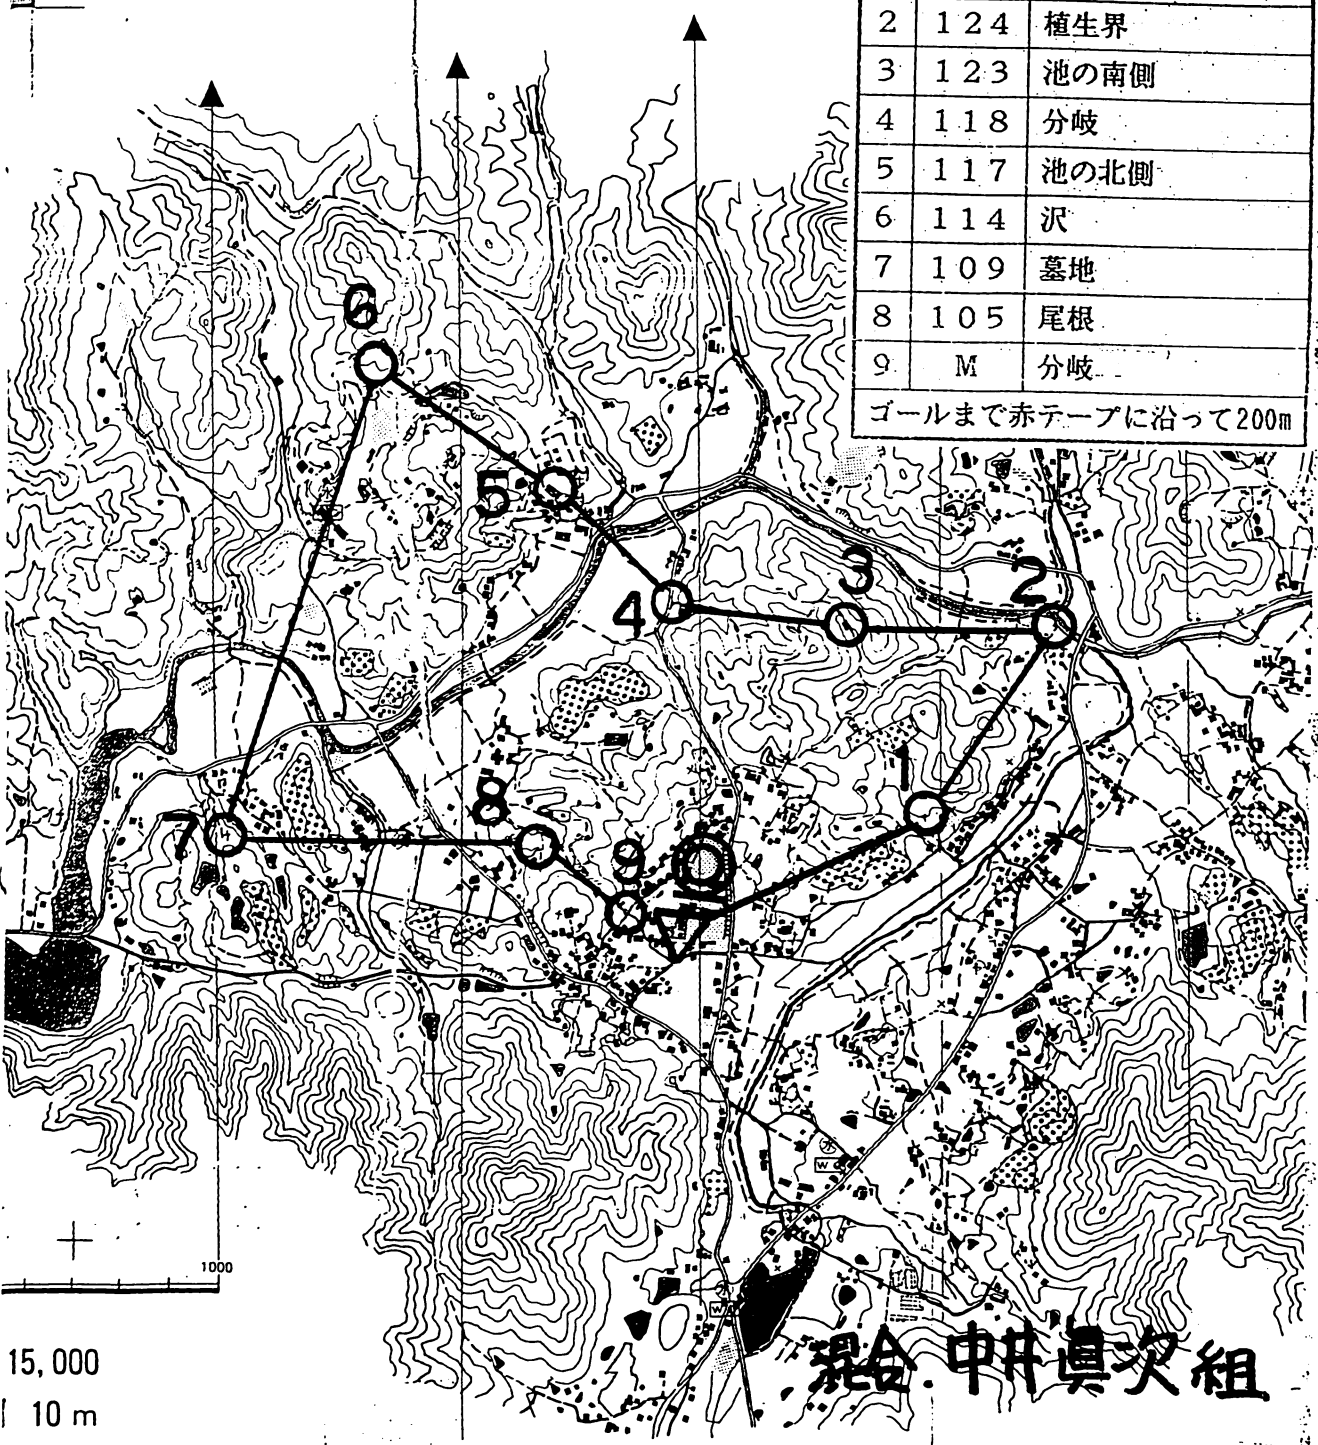 2 124 植生界
3 123 池の南側
4 118 分岐
5 117 池の北側
6 114 沢
7 109 墓地
8 105 尾根
9 M 分岐
ゴールまで赤テープに沿って200m
6
5
4
3
2
1
7
8
9
1000
15,000
10 m
混合.中井眞次組